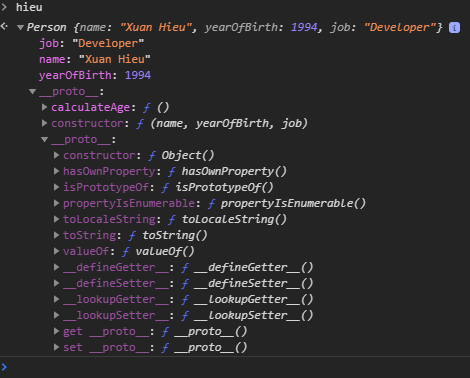 hieu
Person {name: "Xuan Hieu", yearOfBirth: 1994, job: "Developer"} i
job: "Developer"
name: "Xuan Hieu"
yearOfBirth: 1994
__proto__:
calculateAge: ƒ ()
constructor: ƒ (name, yearOfBirth, job)
__proto__:
constructor: ƒ Object()
hasOwnProperty: ƒ hasOwnProperty()
isPrototypeOf: ƒ isPrototypeOf()
propertyIsEnumerable: ƒ propertyIsEnumerable()
toLocaleString: ƒ toLocaleString()
toString: ƒ toString()
valueOf: ƒ valueOf()
__defineGetter__: ƒ __defineGetter__()
__defineSetter__: ƒ __defineSetter__()
__lookupGetter__: ƒ __lookupGetter__()
__lookupSetter__: ƒ __lookupSetter__()
get __proto__: ƒ __proto__()
set __proto__: ƒ __proto__()